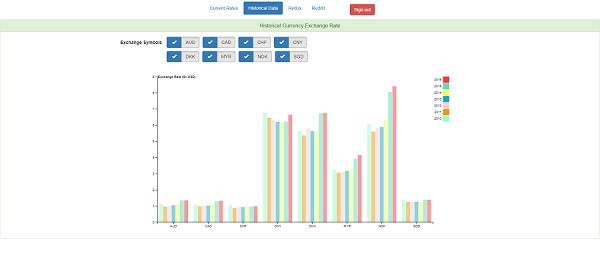 Current Rates Historical Data Redux Reddit Sign out
Historical Currency Exchange Rate
Exchange Symbols AUD CAD CHF CNY
DKK MYR NOK SGD
9 Exchange Rate ($1 USD)
8
7
6
5
4
3
2
1
0
AUD CAD CHF CNY DKK MYR NOK SGD
2016
2015
2014
2013
2012
2011
2010